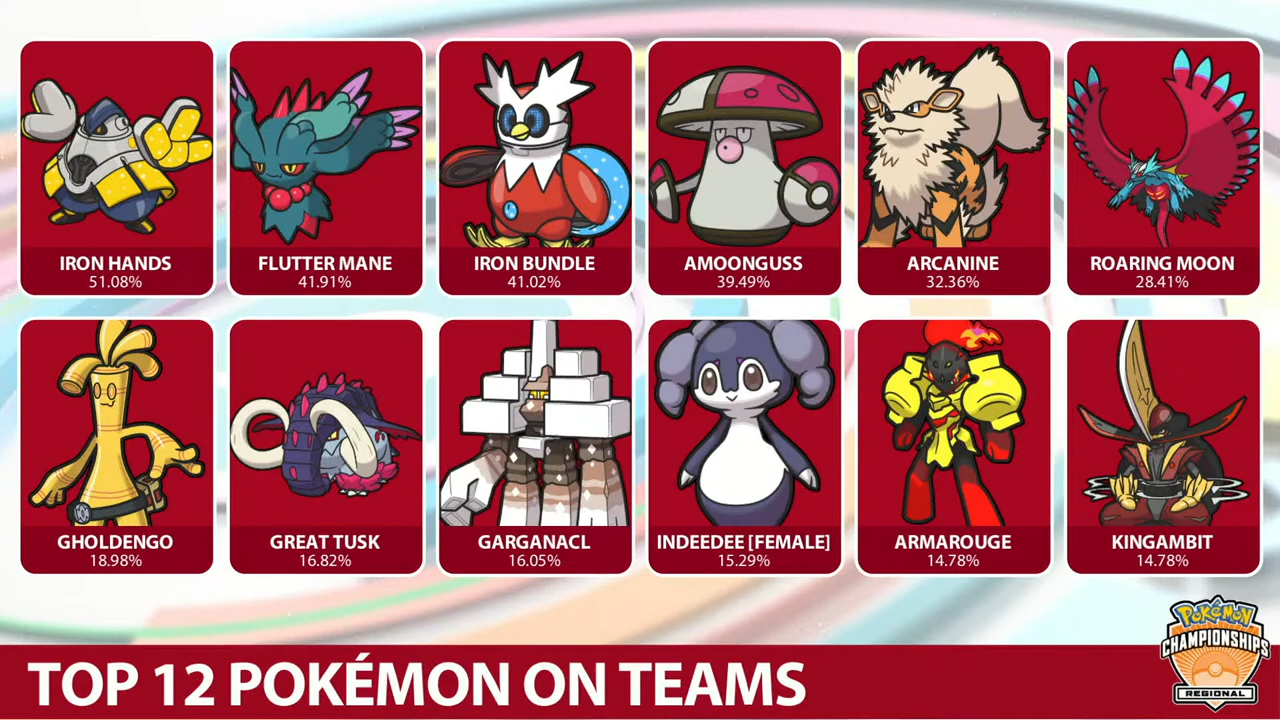 IRON HANDS
51.08%
FLUTTER MANE
41.91%
IRON BUNDLE
41.02%
AMOONGUSS
39.49%
ARCANINE
32.36%
ROARING MOON
28.41%
GHOLDENGO
18.98%
GREAT TUSK
16.82%
GARGANACL
16.05%
INDEEDEE [FEMALE]
15.29%
ARMAROUGE
14.78%
KINGAMBIT
14.78%
TOP 12 POKÉMON ON TEAMS
POKéMON
CHAMPIONSHIPS
REGIONAL